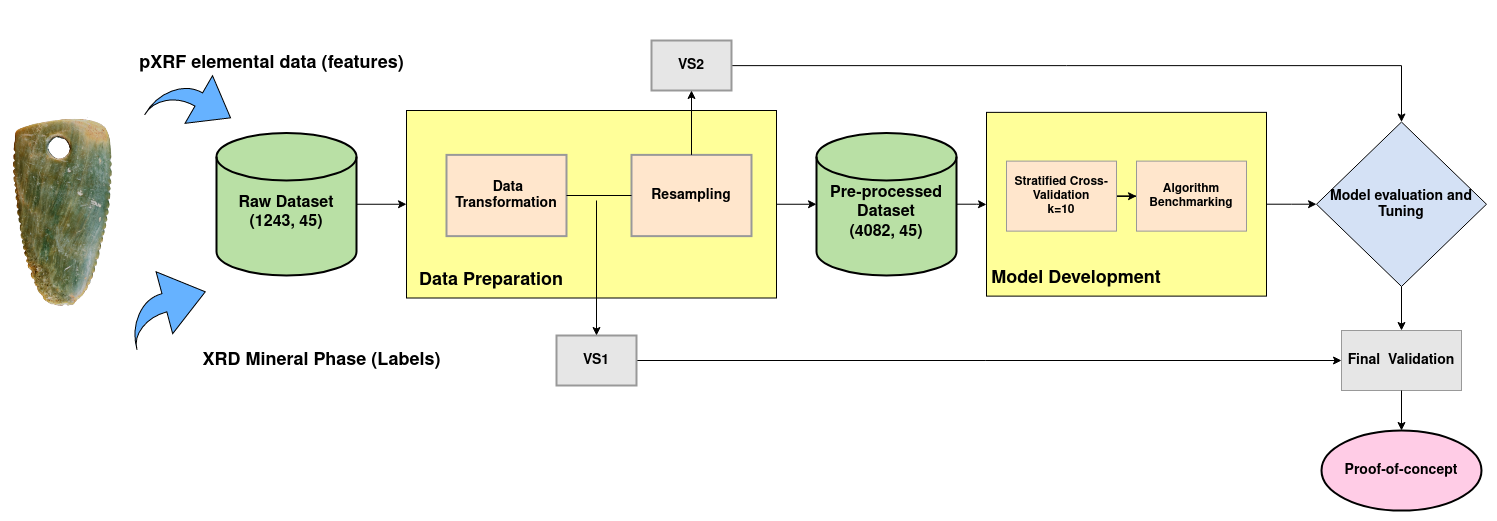 pXRF elemental data (features)
VS2
Raw Dataset
(1243, 45)
Data
Transformation
Resampling
Data Preparation
Pre-processed
Dataset
(4082, 45)
Stratified Cross-
Validation
k=10
Algorithm
Benchmarking
Model Development
Model evaluation and
Tuning
XRD Mineral Phase (Labels)
VS1
Final Validation
Proof-of-concept